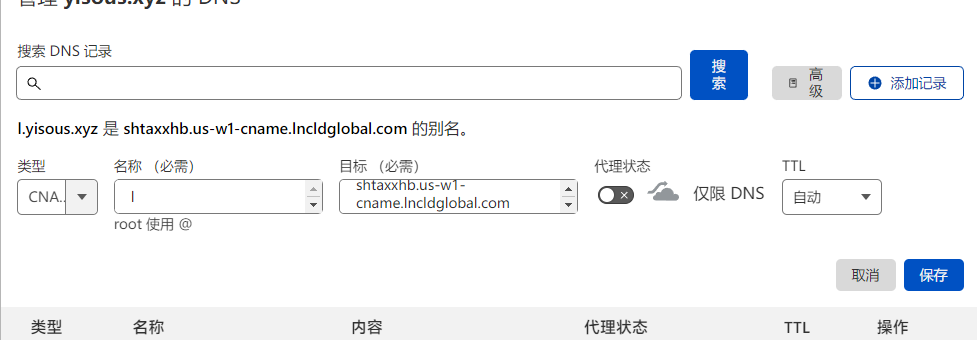 管理 yisous.xyz 的 DNS
搜索 DNS 记录
搜
索
高
级
添加记录
l.yisous.xyz 是 shtaxxhb.us-w1-cname.lncldglobal.com 的别名。
类型
名称 （必需）
目标 （必需）
代理状态
TTL
CNA..
l
shtaxxhb.us-w1-
cname.lncldglobal.com
仅限 DNS
自动
root 使用 @
取消
保存
类型
名称
内容
代理状态
TTL
操作